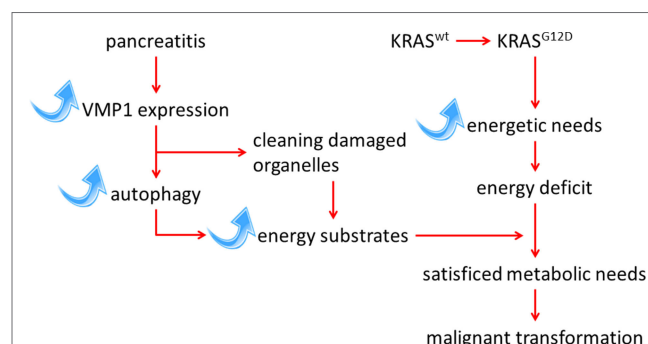 pancreatitis
KRASwt
KRASG12D
VMP1 expression
energetic needs
cleaning damaged
organelles
autophagy
energy deficit
energy substrates
satisficed metabolic needs
malignant transformation